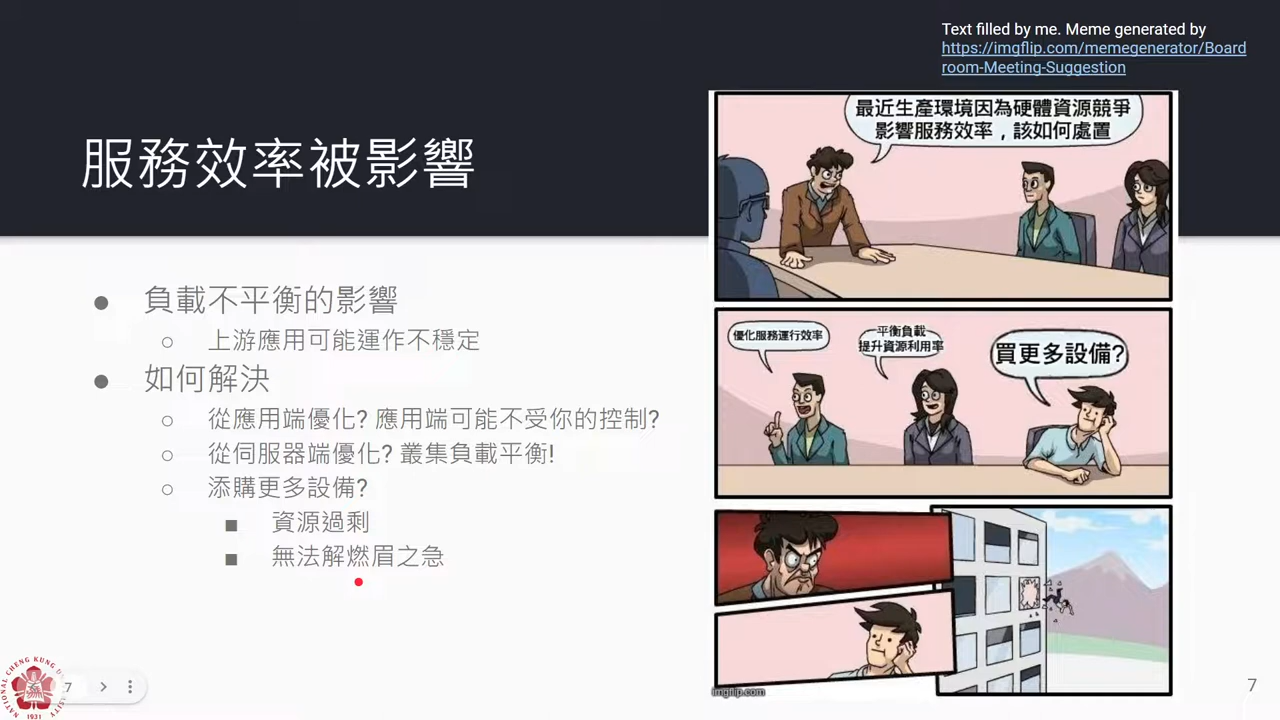 Text filled by me. Meme generated by
https://imgflip.com/memegenerator/Board
room-Meeting-Suggestion
服務效率被影響
負載不平衡的影響
上游應用可能運作不穩定
如何解決
從應用端優化? 應用端可能不受你的控制?
從伺服器端優化? 叢集負載平衡!
添購更多設備?
資源過剩
無法解燃眉之急
最近生產環境因為硬體資源競爭
影響服務效率，該如何處置
優化服務運行效率
平衡負載
提升資源利用率
買更多設備?
imgflip.com
NATIONAL CHENG KUNG UNIVERSITY
1931
7
7